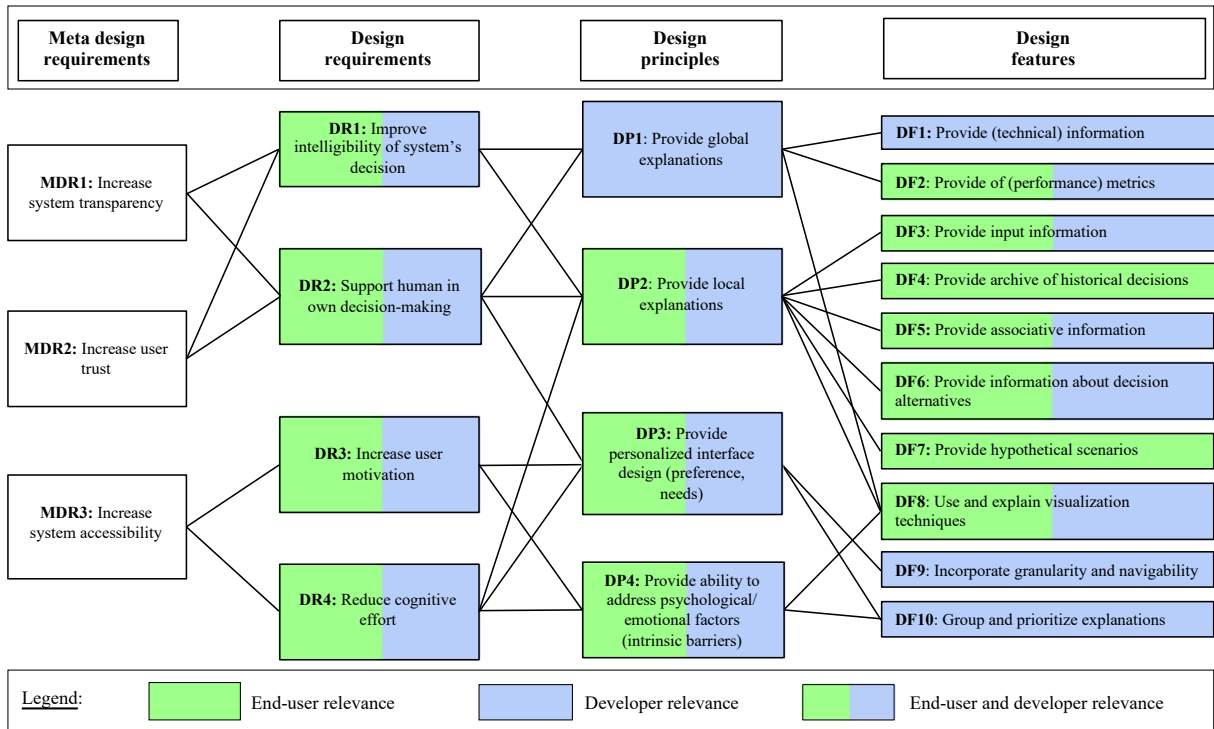 Meta design
requirements
Design
requirements
Design
principles
Design
features
MDR1: Increase
system transparency
MDR2: Increase user
trust
MDR3: Increase
system accessibility
DR1: Improve
intelligibility of system's
decision
DR2: Support human in
own decision-making
DR3: Increase user
motivation
DR4: Reduce cognitive
effort
DP1: Provide global
explanations
DP2: Provide local
explanations
DP3: Provide
personalized interface
design (preference,
needs)
DP4: Provide ability to
address psychological/
emotional factors
(intrinsic barriers)
DF1: Provide (technical) information
DF2: Provide of (performance) metrics
DF3: Provide input information
DF4: Provide archive of historical decisions
DF5: Provide associative information
DF6: Provide information about decision
alternatives
DF7: Provide hypothetical scenarios
DF8: Use and explain visualization
techniques
DF9: Incorporate granularity and navigability
DF10: Group and prioritize explanations
Legend:
End-user relevance
Developer relevance
End-user and developer relevance